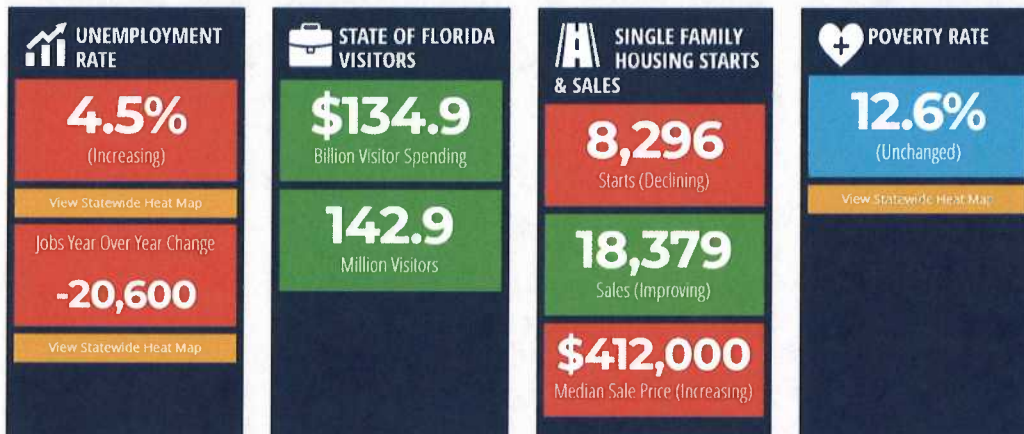 UNEMPLOYMENT
RATE
4.5%
(Increasing)
View Statewide Heat Map
Jobs Year Over Year Change
-20,600
View Statewide Heat Map
STATE OF FLORIDA
VISITORS
$134.9
Billion Visitor Spending
142.9
Million Visitors
SINGLE FAMILY
HOUSING STARTS
& SALES
8,296
Starts (Declining)
18,379
Sales (Improving)
$412,000
Median Sale Price (Increasing)
POVERTY RATE
12.6%
(Unchanged)
View Statewide Heat Map